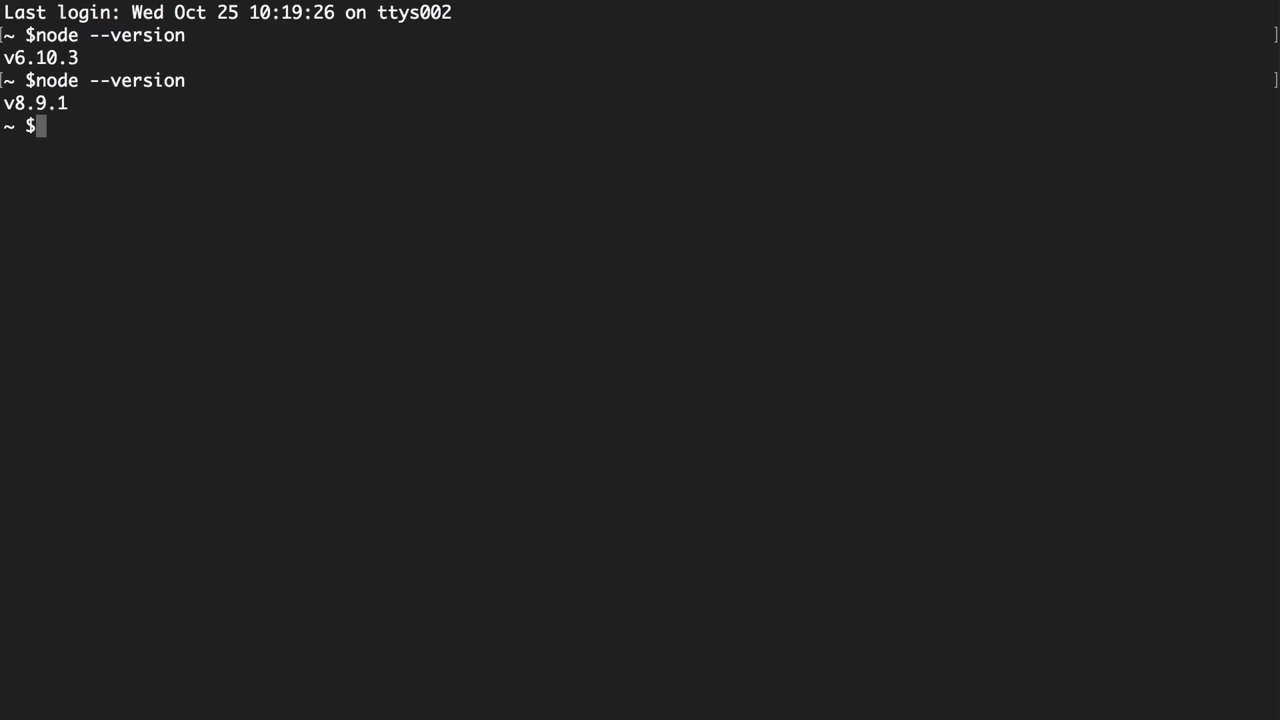 Last login: Wed Oct 25 10:19:26 on ttys002
[~ $node --version ]
v6.10.3
[~ $node --version ]
v8.9.1
~ $